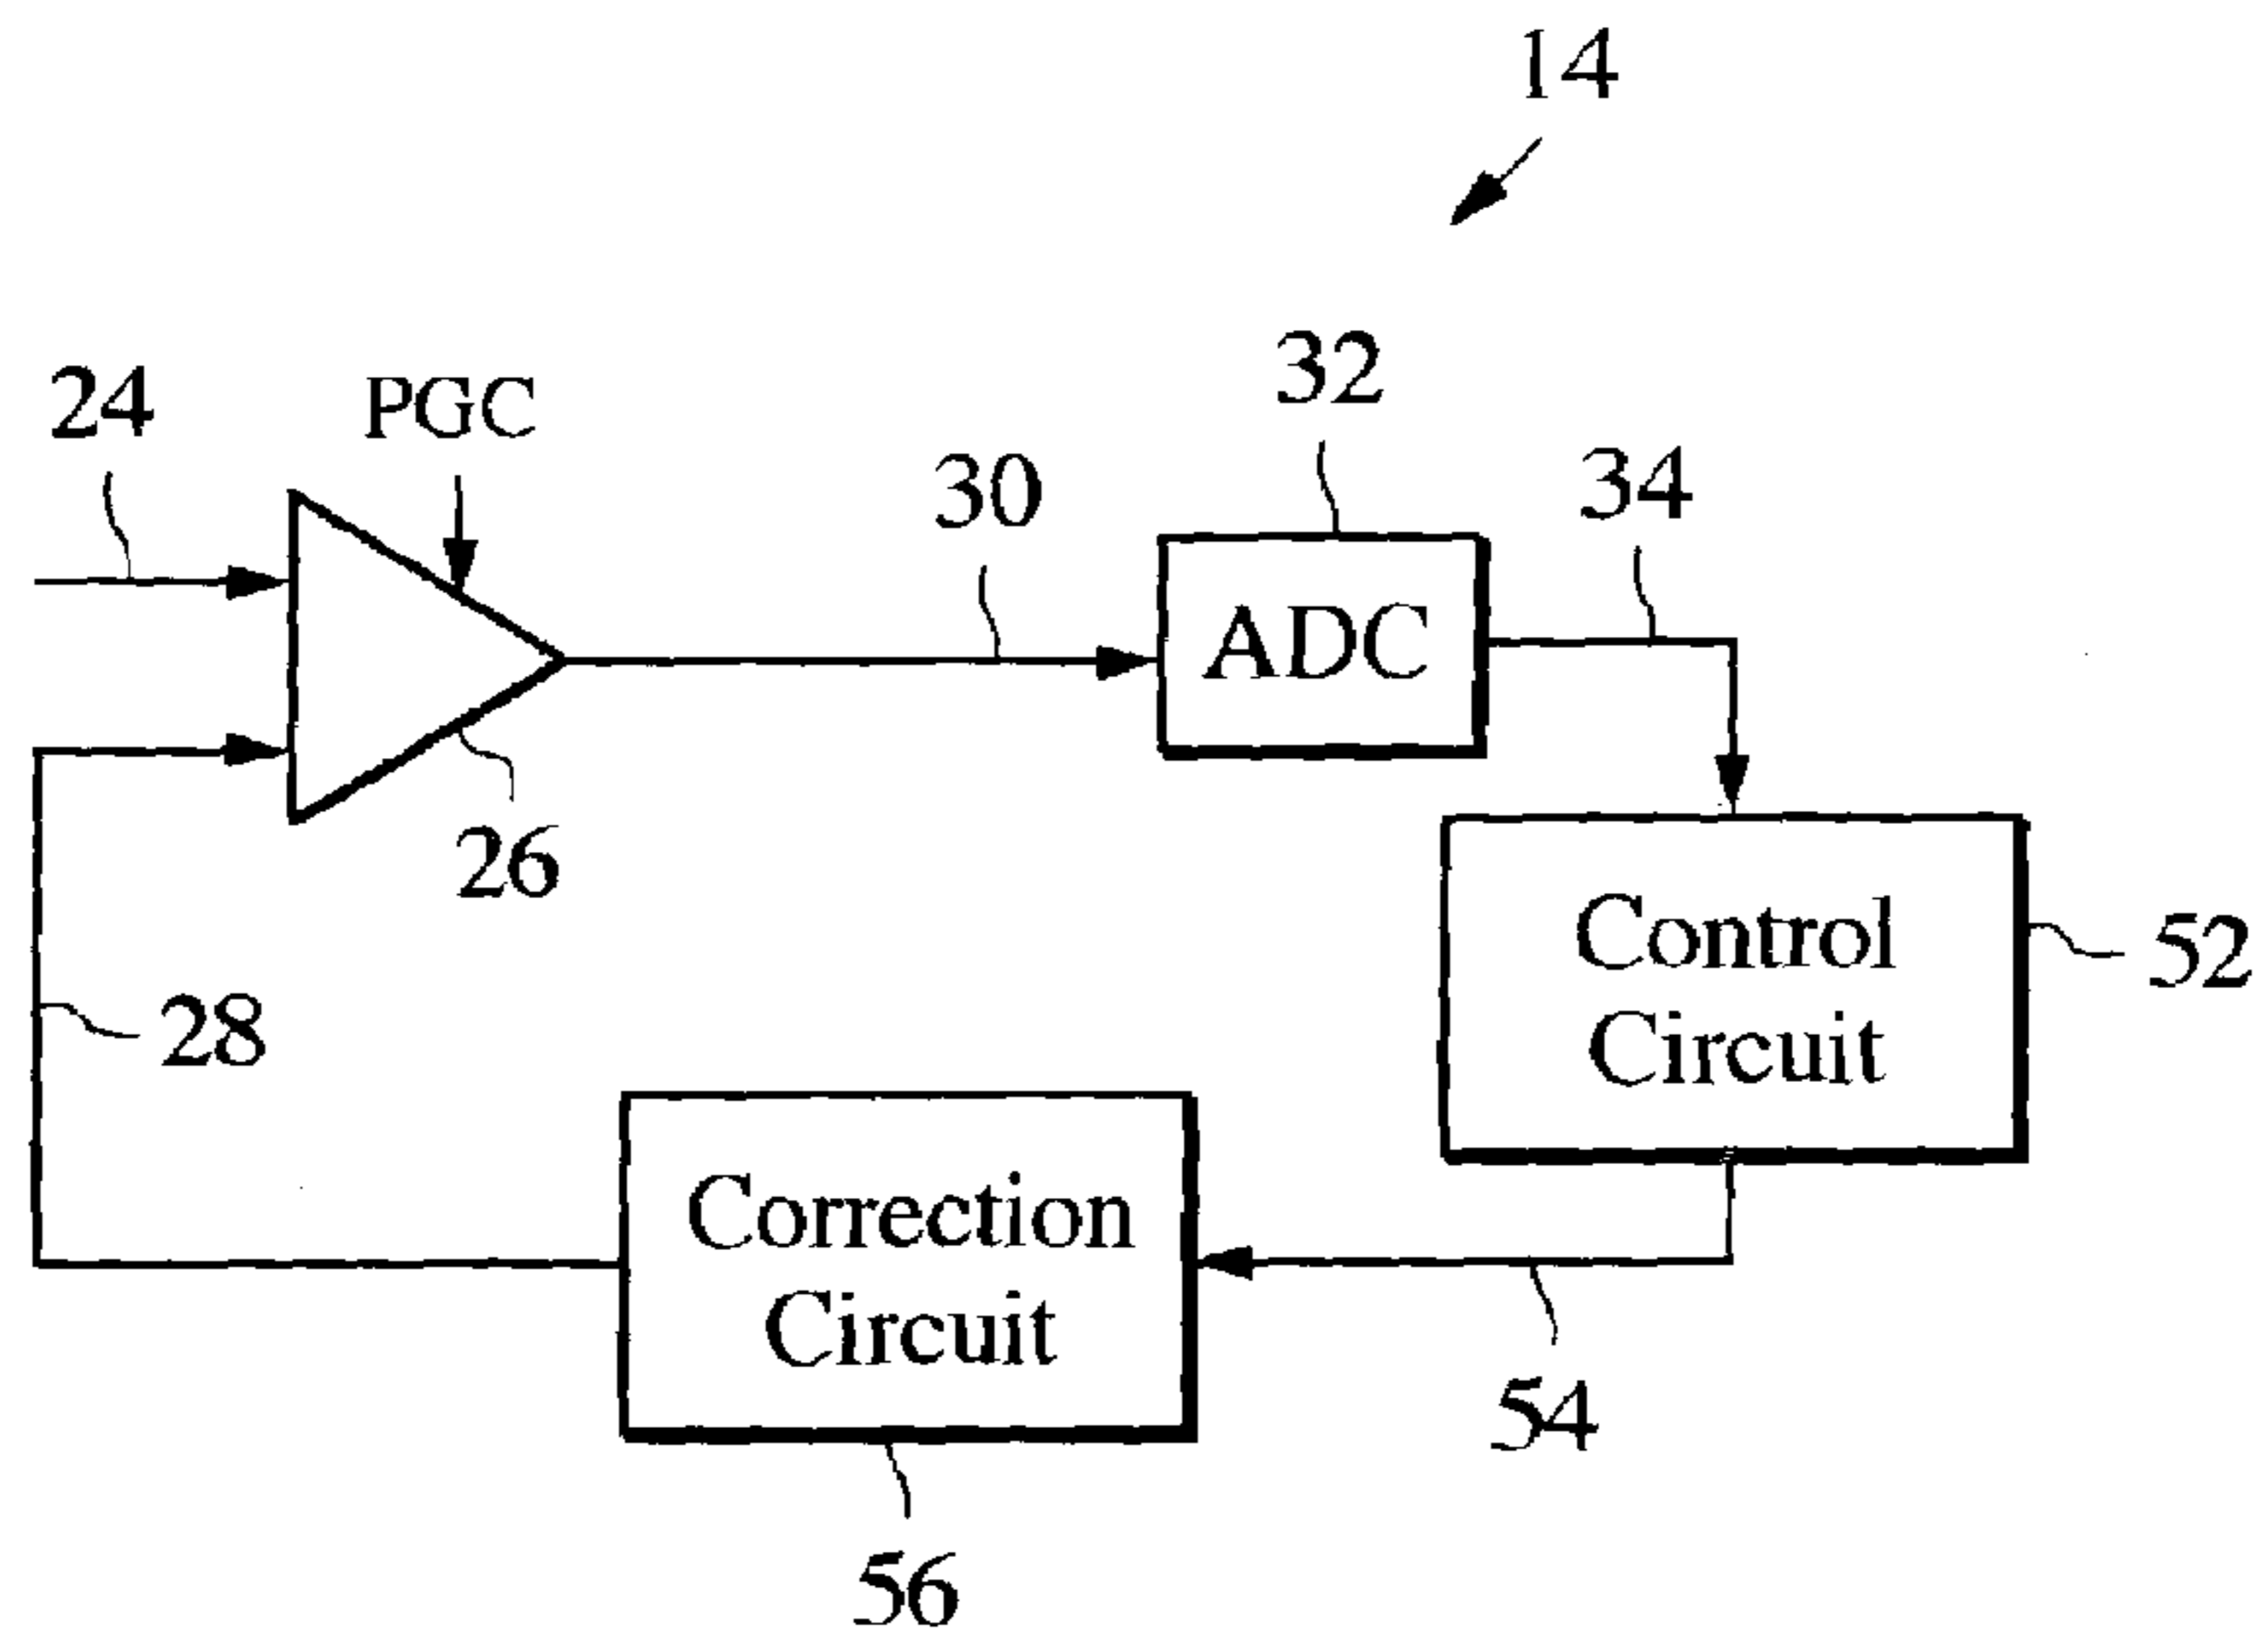 14
32
24
PGC
30
34
ADC
26
Control
Circuit
52
28
Correction
Circuit
54
56